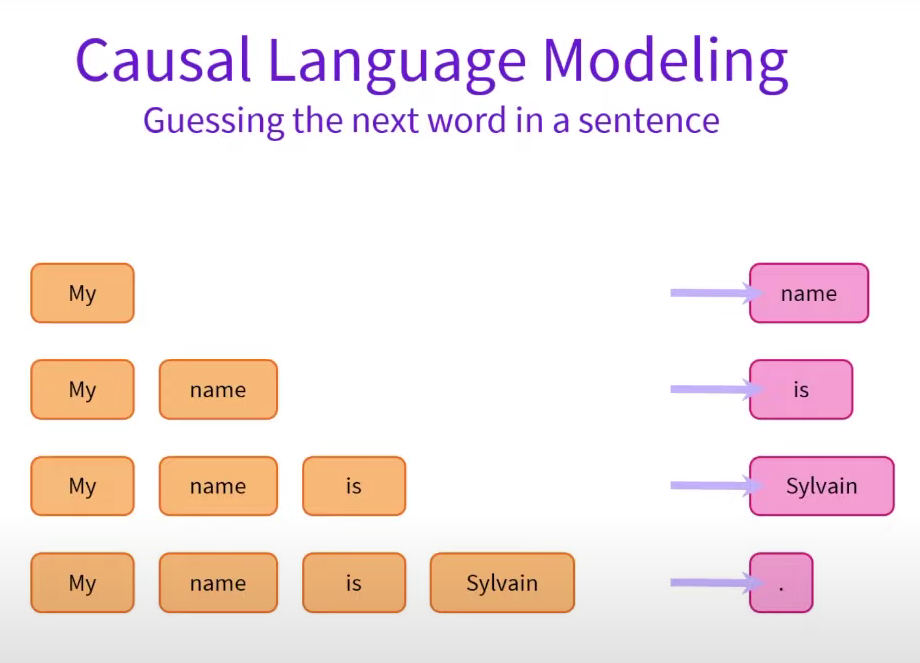 Causal Language Modeling
Guessing the next word in a sentence
My name
My name is
My name is Sylvain
My name is Sylvain .